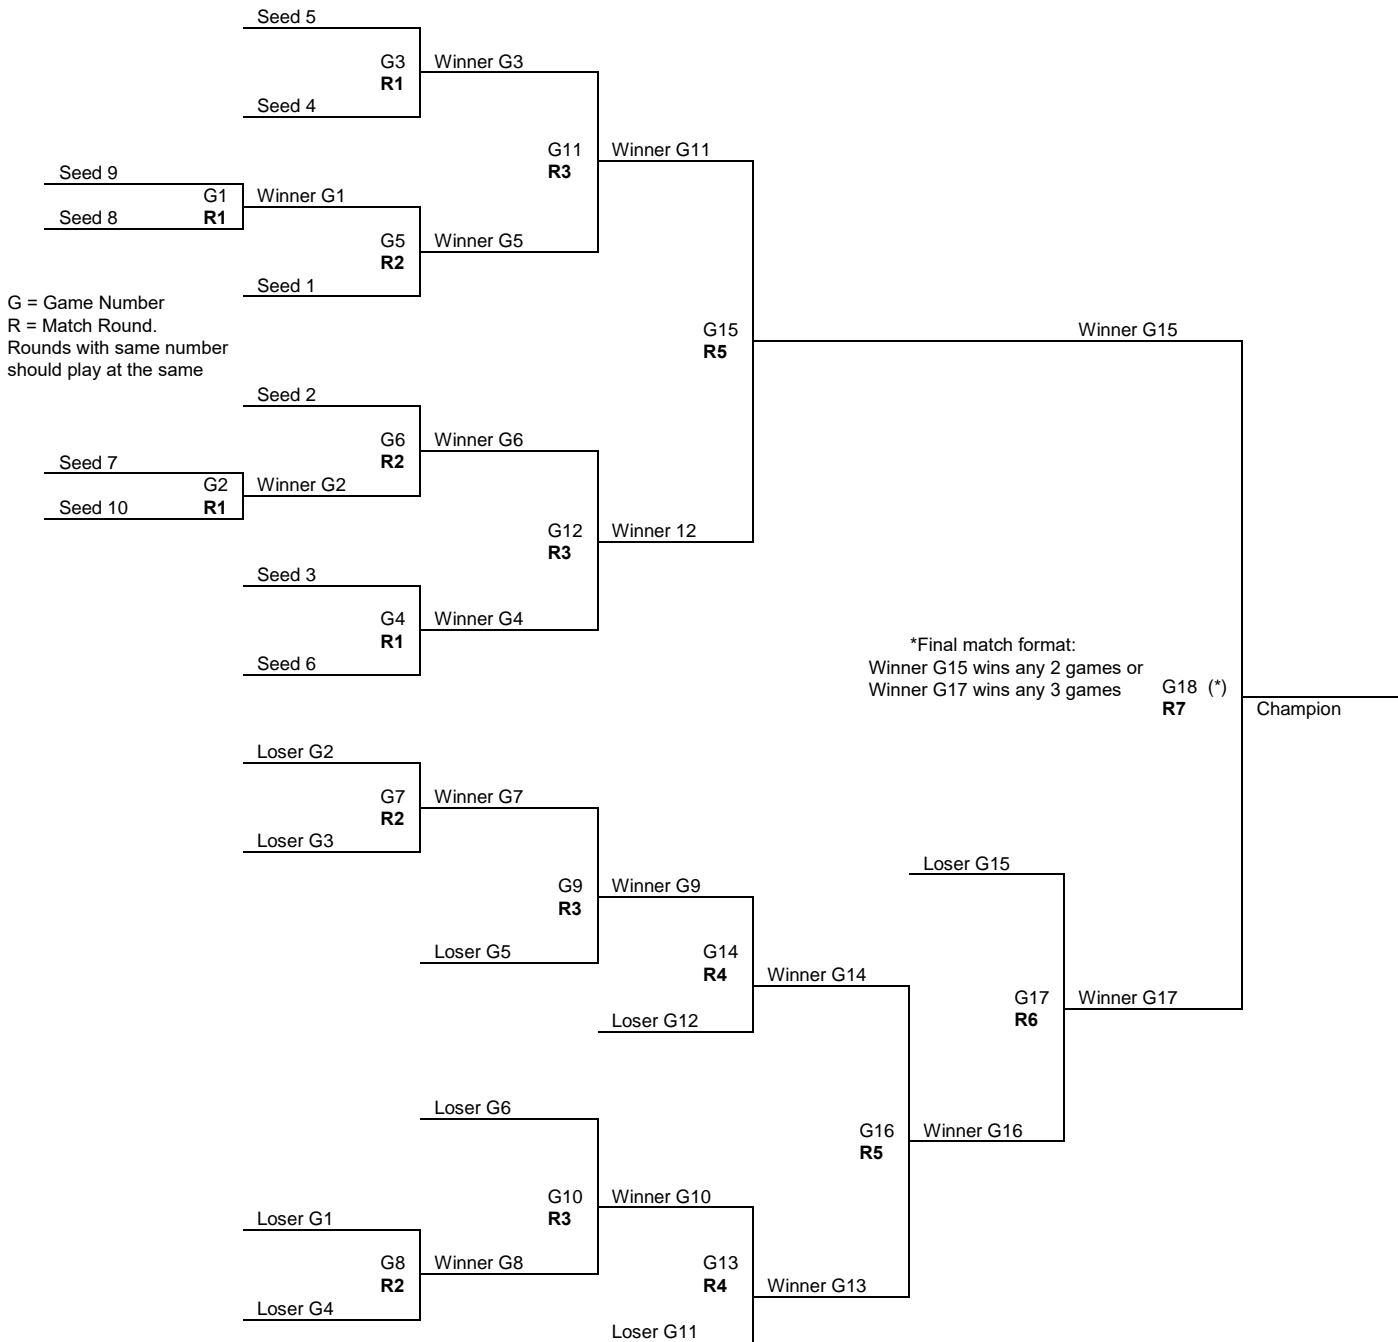 Seed 5
G3
R1
Winner G3
Seed 4
G11
R3
Winner G11
Seed 9
G1
R1
Winner G1
Seed 8
G5
R2
Winner G5
Seed 1
G = Game Number
R = Match Round.
Rounds with same number
should play at the same
G15
R5
Winner G15
Seed 2
G6
R2
Winner G6
Seed 7
G2
R1
Winner G2
Seed 10
G12
R3
Winner 12
Seed 3
G4
R1
Winner G4
Seed 6
*Final match format:
Winner G15 wins any 2 games or
Winner G17 wins any 3 games
G18 (*)
R7
Champion
Loser G2
G7
R2
Winner G7
Loser G3
G9
R3
Winner G9
Loser G15
Loser G5
G14
R4
Winner G14
G17
R6
Winner G17
Loser G12
Loser G6
G16
R5
Winner G16
G10
R3
Winner G10
Loser G1
G8
R2
Winner G8
G13
R4
Winner G13
Loser G4
Loser G11